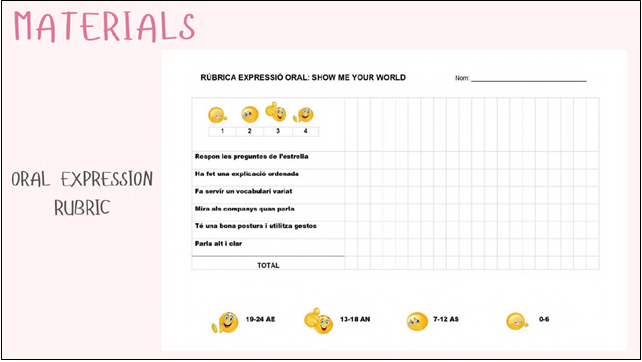 MATERIALS
RÚBRICA EXPRESSIÓ ORAL: SHOW ME YOUR WORLD Nom:
1 2 3 4
ORAL EXPRESSION
RUBRIC
Respon les preguntes de l'estrella
Ha fet una explicació ordenada
Fa servir un vocabulari variat
Mira als companys quan parla
Té una bona postura i utilitza gestos
Parla alt i clar
TOTAL
19-24 AE 13-18 AN 7-12 AS 0-6